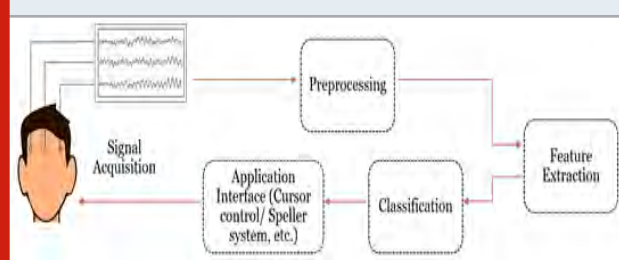 Preprocessing
Signal
Acquisition
Feature
Extraction
Classification
Application
Interface (Cursor
control/ Speller
system, etc.)